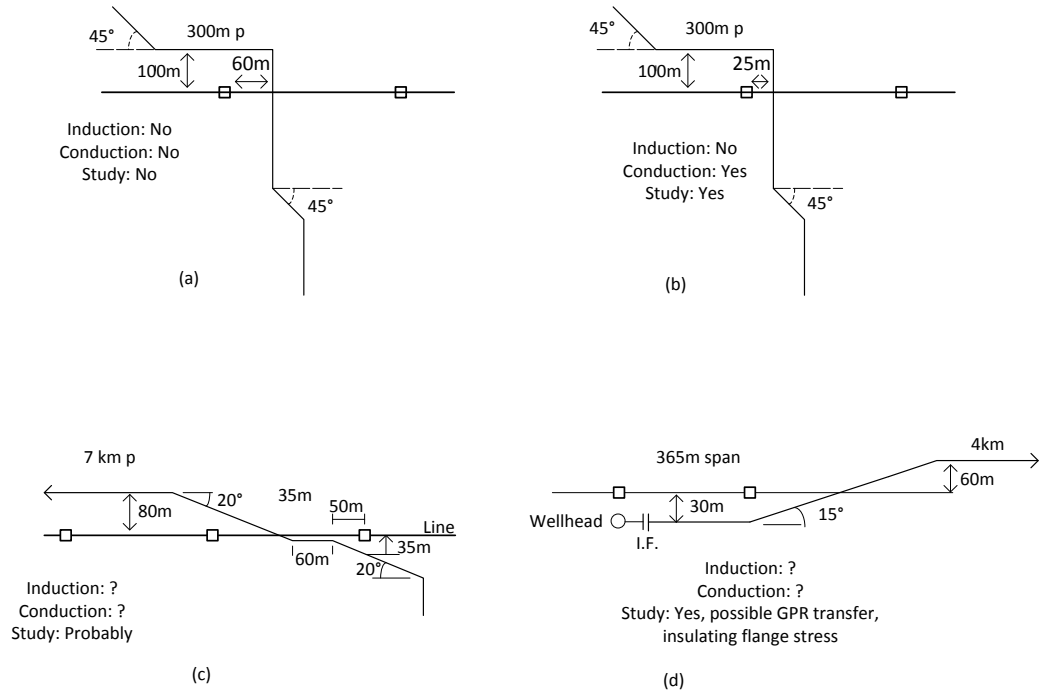 45°
300m p
100m
60m
Induction: No
Conduction: No
Study: No
45°
(a)
45°
300m p
100m
25m
Induction: No
Conduction: Yes
Study: Yes
45°
(b)
7 km p
80m
20°
35m
50m
Line
35m
60m
20°
Induction: ?
Conduction: ?
Study: Probably
(c)
4km
365m span
60m
30m
Wellhead
I.F.
15°
Induction: ?
Conduction: ?
Study: Yes, possible GPR transfer,
insulating flange stress
(d)